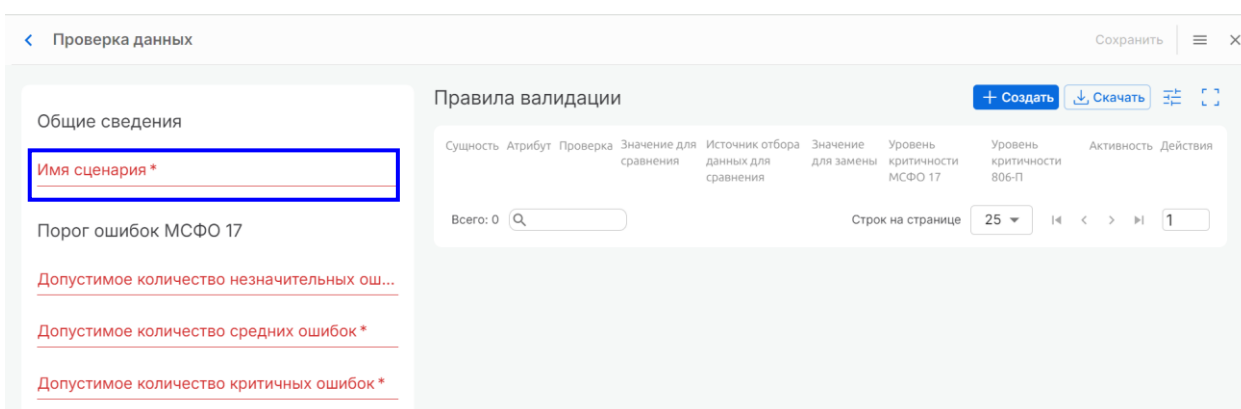 Проверка данных
Сохранить
Общие сведения
Имя сценария *
Порог ошибок МСФО 17
Допустимое количество незначительных ош...
Допустимое количество средних ошибок *
Допустимое количество критичных ошибок *
Правила валидации
+ Создать
Скачать
Сущность Атрибут Проверка Значение для сравнения Источник отбора данных для сравнения Значение для замены Уровень критичности МСФО 17 Уровень критичности 806-П Активность Действия
Всего: 0
Строк на странице 25 1